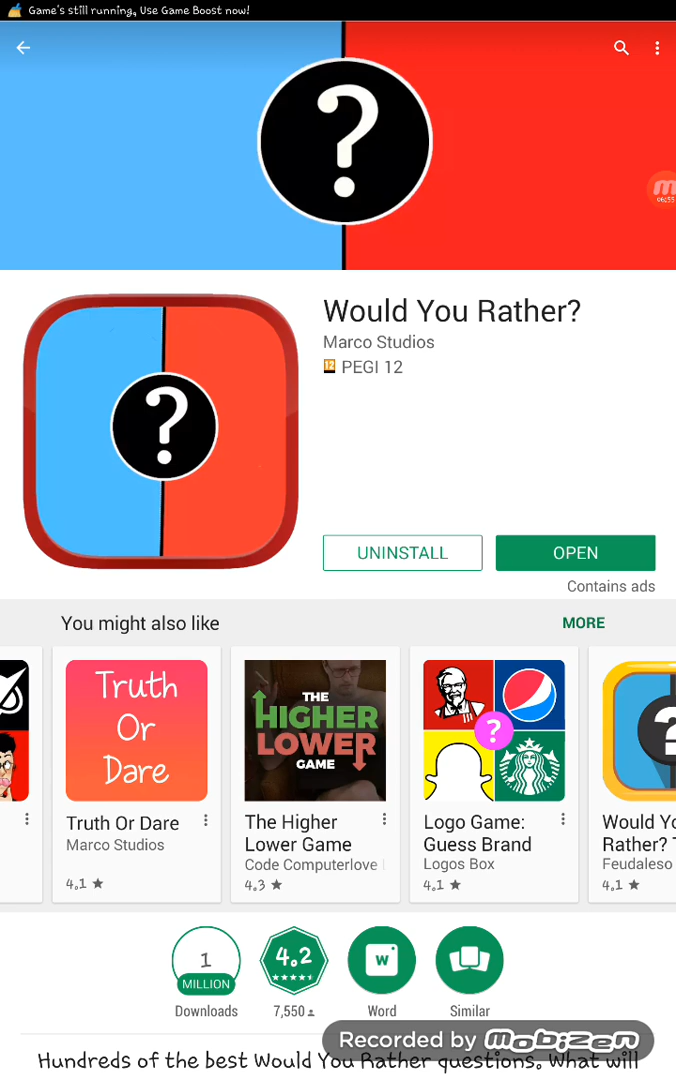 Game's still running, Use Game Boost now!
?
06:55
Would You Rather?
Marco Studios
12 PEGI 12
?
UNINSTALL
OPEN
Contains ads
You might also like
MORE
Truth
Or
Dare
THE
HIGHER
LOWER
GAME
?
?
Truth Or Dare
Marco Studios
4.1 ★
The Higher
Lower Game
Code Computerlove
4.3 ★
Logo Game:
Guess Brand
Logos Box
4.1 ★
Would Yo
Rather? T
Feudaleso
4.1 ★
1
MILLION
Downloads
4.2
7,550
W
Word
Similar
Recorded by mobizen
Hundreds of the best Would You Rather questions. What will